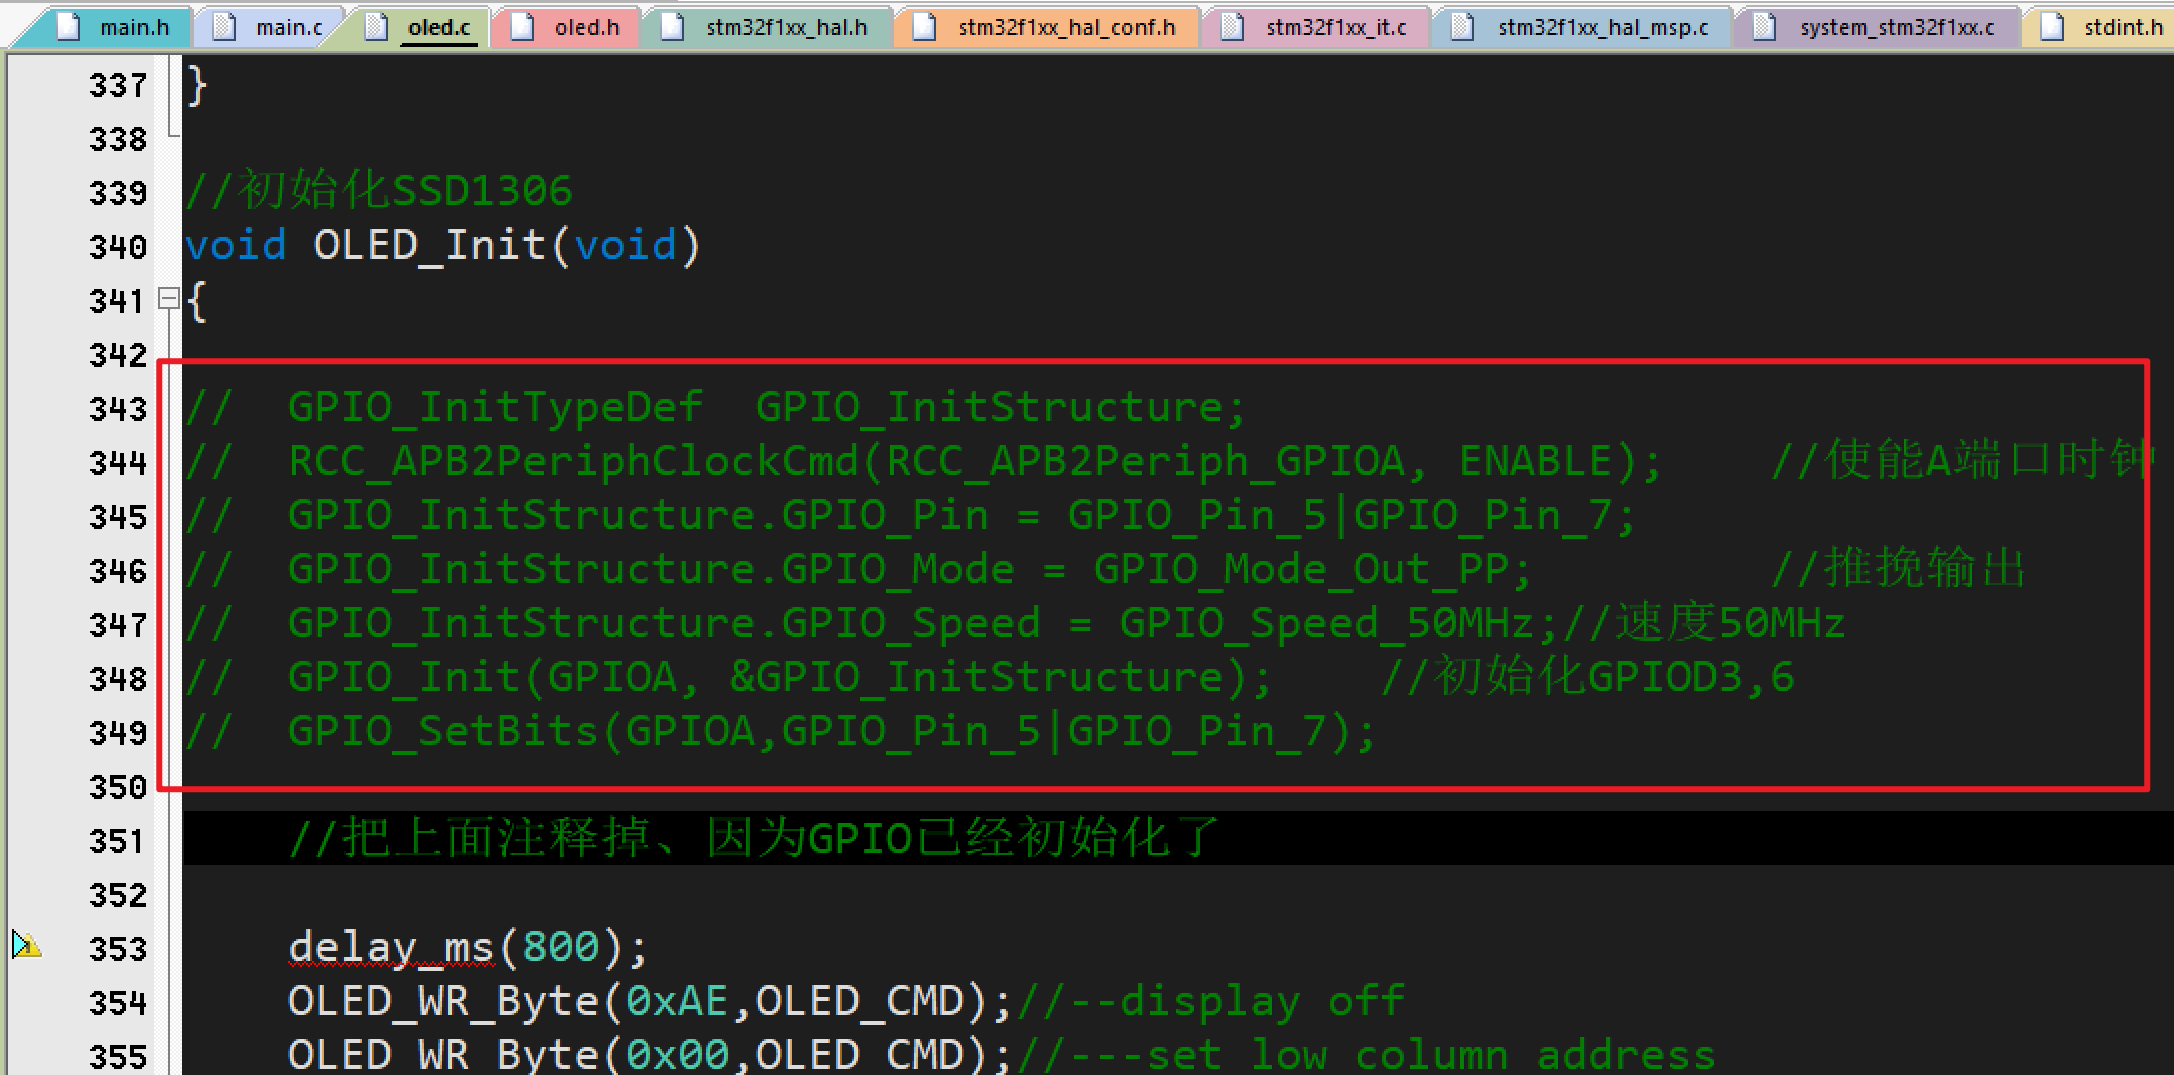 main.h main.c oled.c oled.h stm32f1xx_hal.h stm32f1xx_hal_conf.h stm32f1xx_it.c stm32f1xx_hal_msp.c system_stm32f1xx.c stdint.h
337 }
338
339 //初始化SSD1306
340 void OLED_Init(void)
341 {
342
343 //  GPIO_InitTypeDef  GPIO_InitStructure;
344 //  RCC_APB2PeriphClockCmd(RCC_APB2Periph_GPIOA, ENABLE);    //使能A端口时钟
345 //  GPIO_InitStructure.GPIO_Pin = GPIO_Pin_5|GPIO_Pin_7;
346 //  GPIO_InitStructure.GPIO_Mode = GPIO_Mode_Out_PP;         //推挽输出
347 //  GPIO_InitStructure.GPIO_Speed = GPIO_Speed_50MHz;//速度50MHz
348 //  GPIO_Init(GPIOA, &GPIO_InitStructure);    //初始化GPIOD3,6
349 //  GPIO_SetBits(GPIOA,GPIO_Pin_5|GPIO_Pin_7);
350
351     //把上面注释掉、因为GPIO已经初始化了
352
353     delay_ms(800);
354     OLED_WR_Byte(0xAE,OLED_CMD);//--display off
355     OLED_WR_Byte(0x00,OLED_CMD);//---set low column address